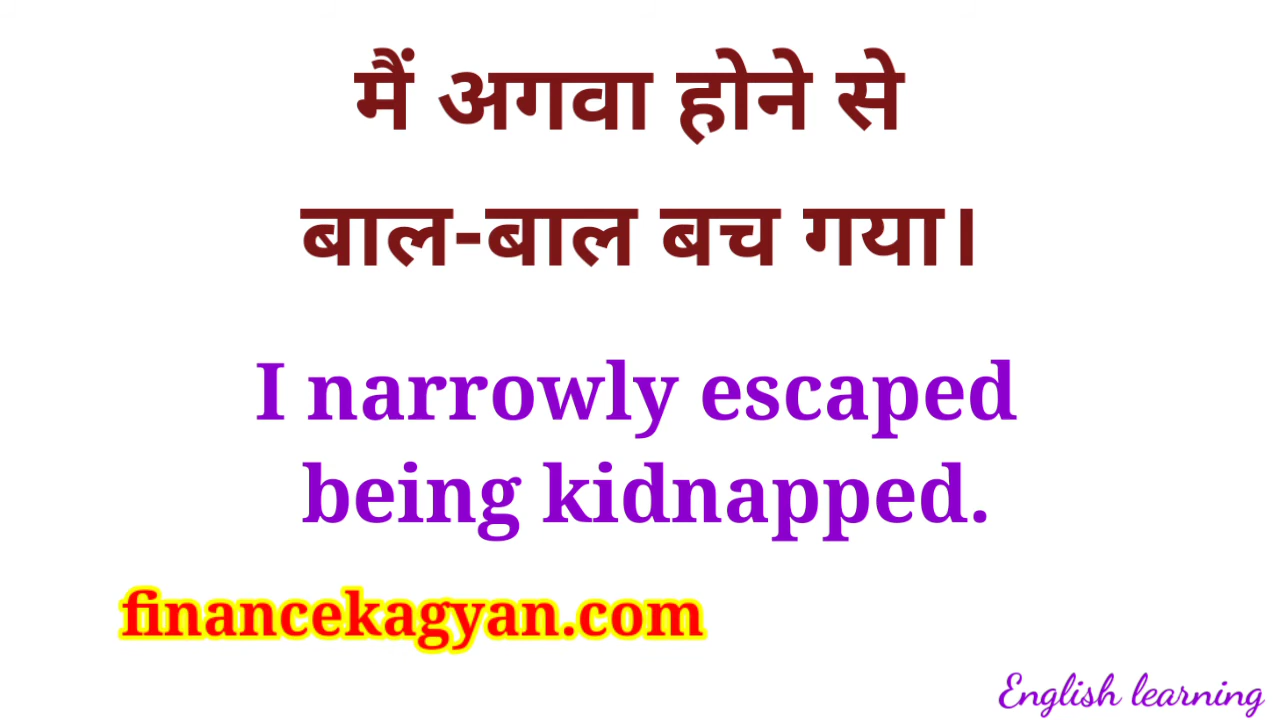 मैं अगवा होने से
बाल-बाल बच गया।
I narrowly escaped
being kidnapped.
financekagyan.com
English learning